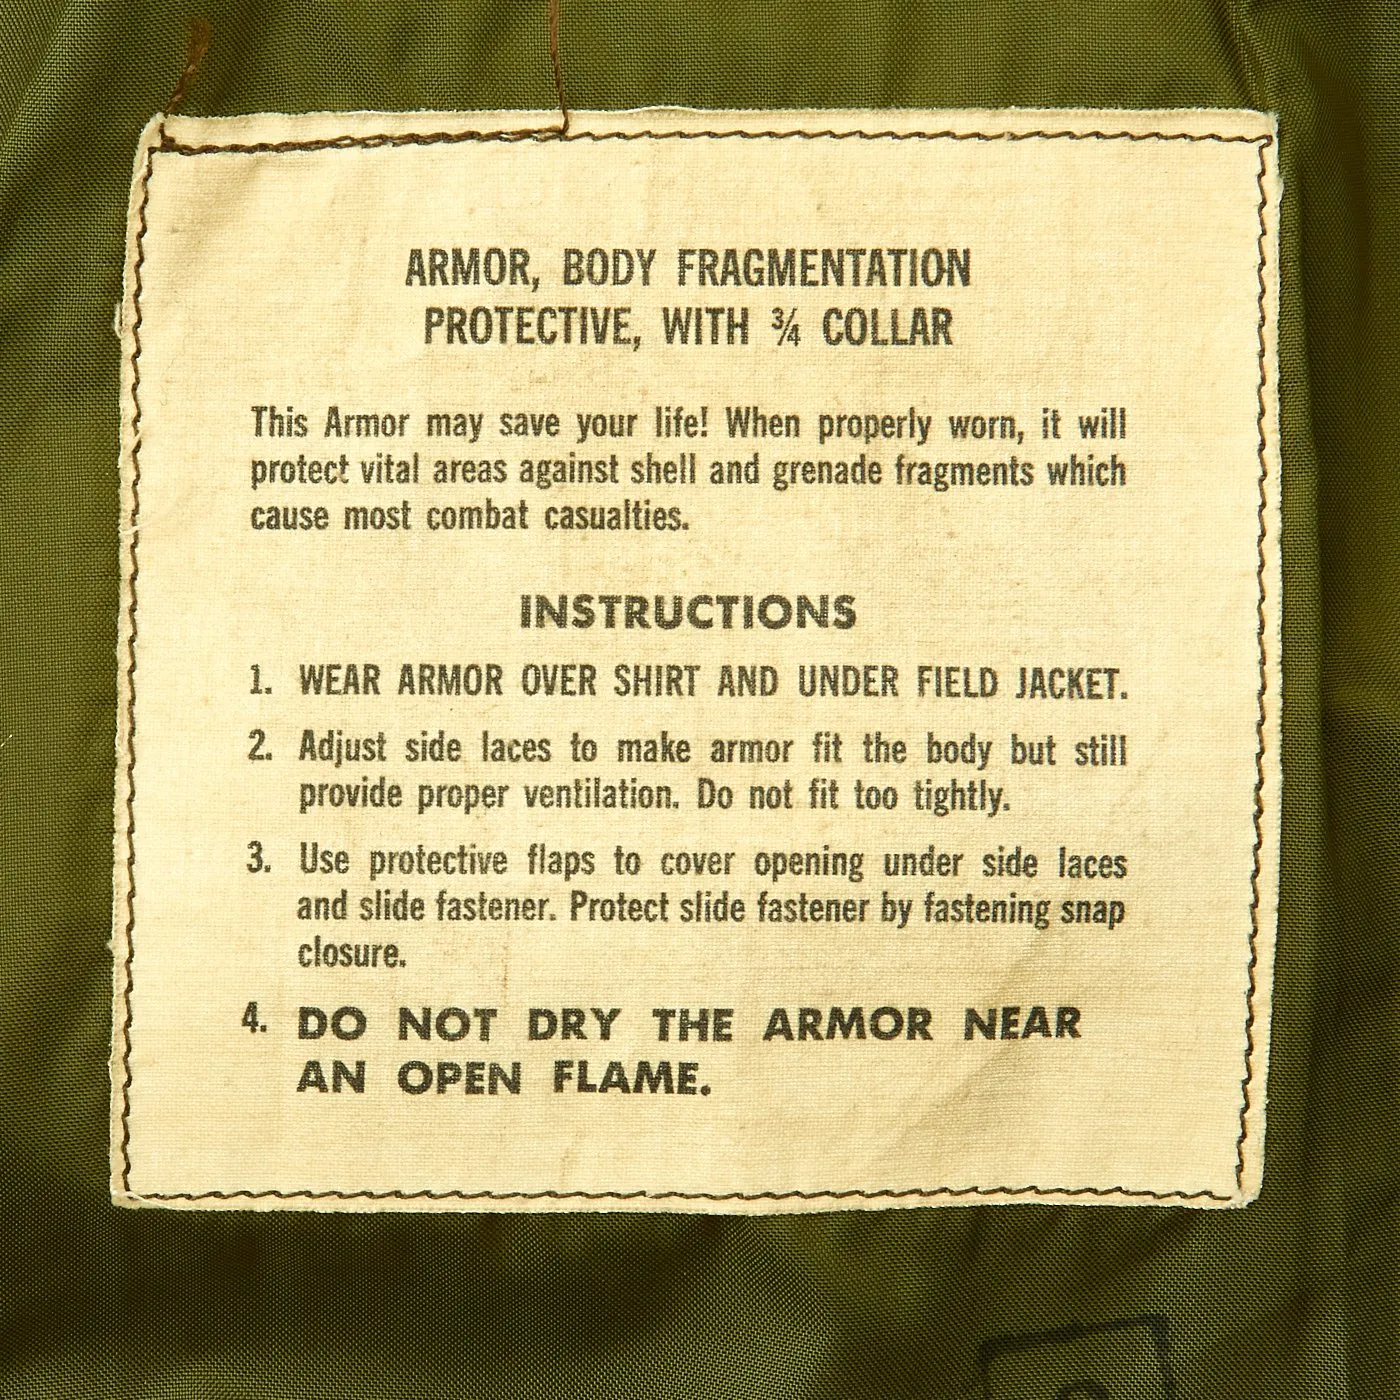 ARMOR, BODY FRAGMENTATION
PROTECTIVE, WITH ¾ COLLAR
This Armor may save your life! When properly worn, it will
protect vital areas against shell and grenade fragments which
cause most combat casualties.
INSTRUCTIONS
1. WEAR ARMOR OVER SHIRT AND UNDER FIELD JACKET.
2. Adjust side laces to make armor fit the body but still
provide proper ventilation. Do not fit too tightly.
3. Use protective flaps to cover opening under side laces
and slide fastener. Protect slide fastener by fastening snap
closure.
4. DO NOT DRY THE ARMOR NEAR
AN OPEN FLAME.